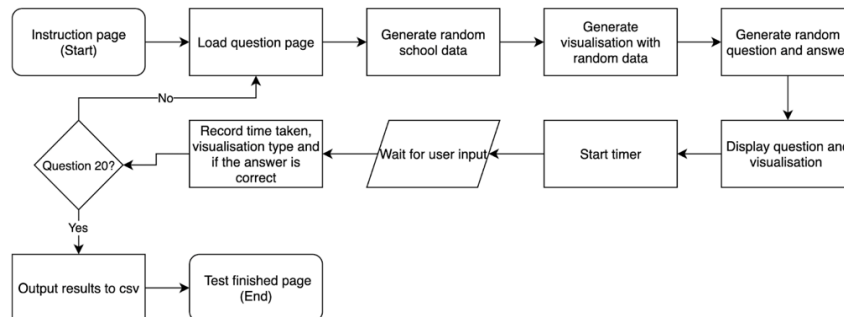 Instruction page
(Start)
Load question page
Generate random
school data
Generate
visualisation with
random data
Generate random
question and answer
No
Question 20?
Record time taken,
visualisation type and
if the answer is
correct
Wait for user input
Start timer
Display question and
visualisation
Yes
Output results to csv
Test finished page
(End)